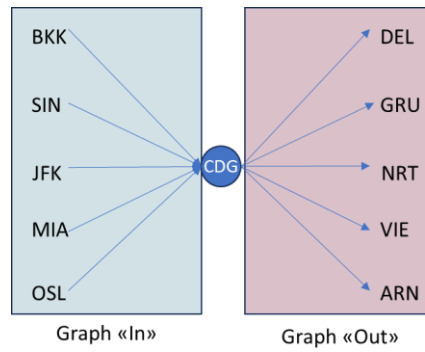 BKK
SIN
JFK
MIA
OSL
CDG
DEL
GRU
NRT
VIE
ARN
Graph «In»
Graph «Out»